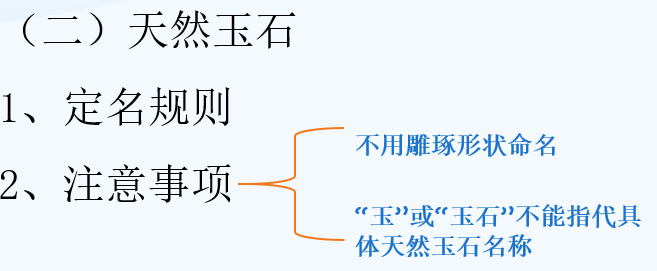 （二）天然玉石
1、定名规则
2、注意事项
不用雕琢形状命名
“玉”或“玉石”不能指代具
体天然玉石名称